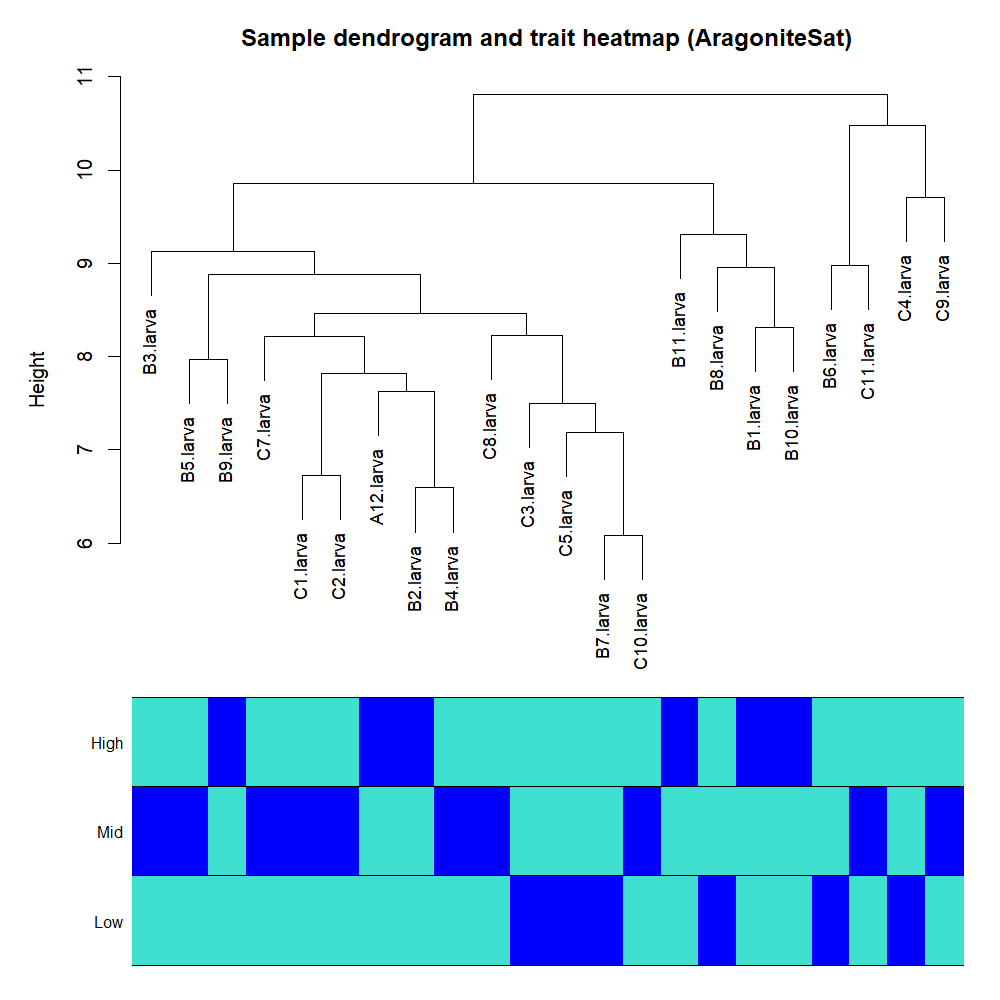 Sample dendrogram and trait heatmap (AragoniteSat)
Height
11
10
9
8
7
6
B3.larva
B5.larva
B9.larva
C7.larva
C1.larva
C2.larva
A12.larva
B2.larva
B4.larva
C8.larva
C3.larva
C5.larva
B7.larva
C10.larva
B11.larva
B8.larva
B1.larva
B10.larva
B6.larva
C11.larva
C4.larva
C9.larva
High
Mid
Low